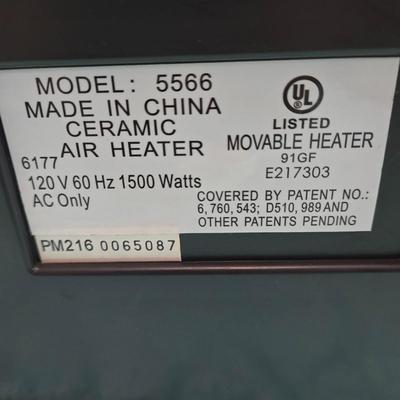 MODEL: 5566
MADE IN CHINA
CERAMIC
AIR HEATER
6177
120 V 60 Hz 1500 Watts
AC Only
PM216 0065087
UL
LISTED
MOVABLE HEATER
91GF
E217303
COVERED BY PATENT NO.:
6,760,543; D510,989 AND
OTHER PATENTS PENDING